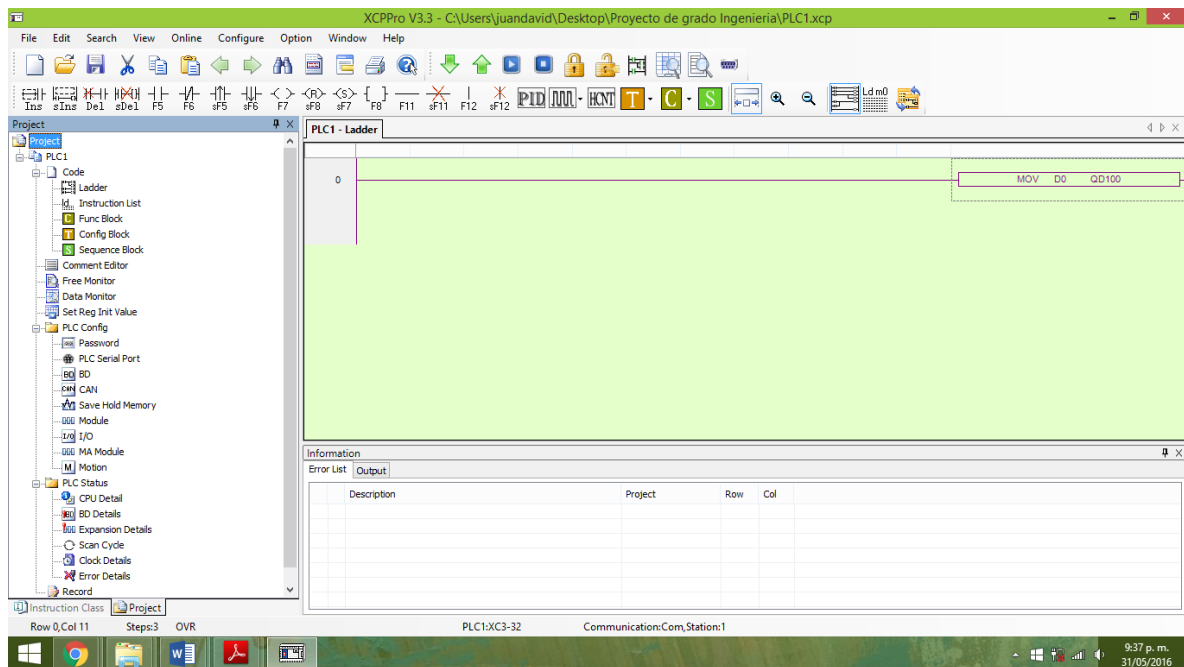 XCPPro V3.3 - C:\Users\juandavid\Desktop\Proyecto de grado Ingenieria\PLC1.xcp
File Edit Search View Online Configure Option Window Help
Ins sIns Del sDel F5 F6 sF5 sF6 F7 sF8 sF7 F8 F11 sF11 F12 sF12 PID HCNT T C S Ld m0
Project
PLC1 - Ladder
Project
PLC1
Code
Ladder
Instruction List
Func Block
Config Block
Sequence Block
Comment Editor
Free Monitor
Data Monitor
Set Reg Init Value
PLC Config
Password
PLC Serial Port
BD BD
CAN CAN
Save Hold Memory
Module
I/O I/O
MA Module
M Motion
PLC Status
CPU Detail
BD BD Details
Expansion Details
Scan Cycle
Clock Details
Error Details
Record
Instruction Class Project
0
MOV D0 QD100
Information
Error List Output
Description Project Row Col
Row 0,Col 11 Steps:3 OVR PLC1:XC3-32 Communication:Com,Station:1
9:37 p. m.
31/05/2016